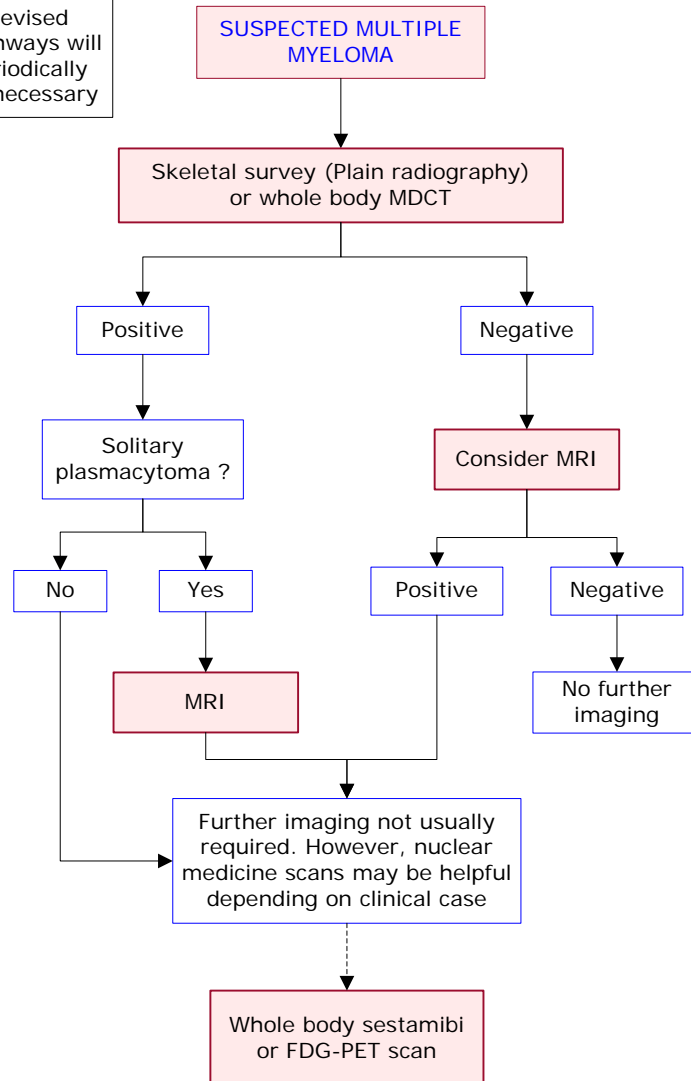 evised
ways will
riodically
necessary
SUSPECTED MULTIPLE
MYELOMA
Skeletal survey (Plain radiography)
or whole body MDCT
Positive
Negative
Solitary
plasmacytoma ?
Consider MRI
No
Yes
Positive
Negative
MRI
No further
imaging
Further imaging not usually
required. However, nuclear
medicine scans may be helpful
depending on clinical case
Whole body sestamibi
or FDG-PET scan